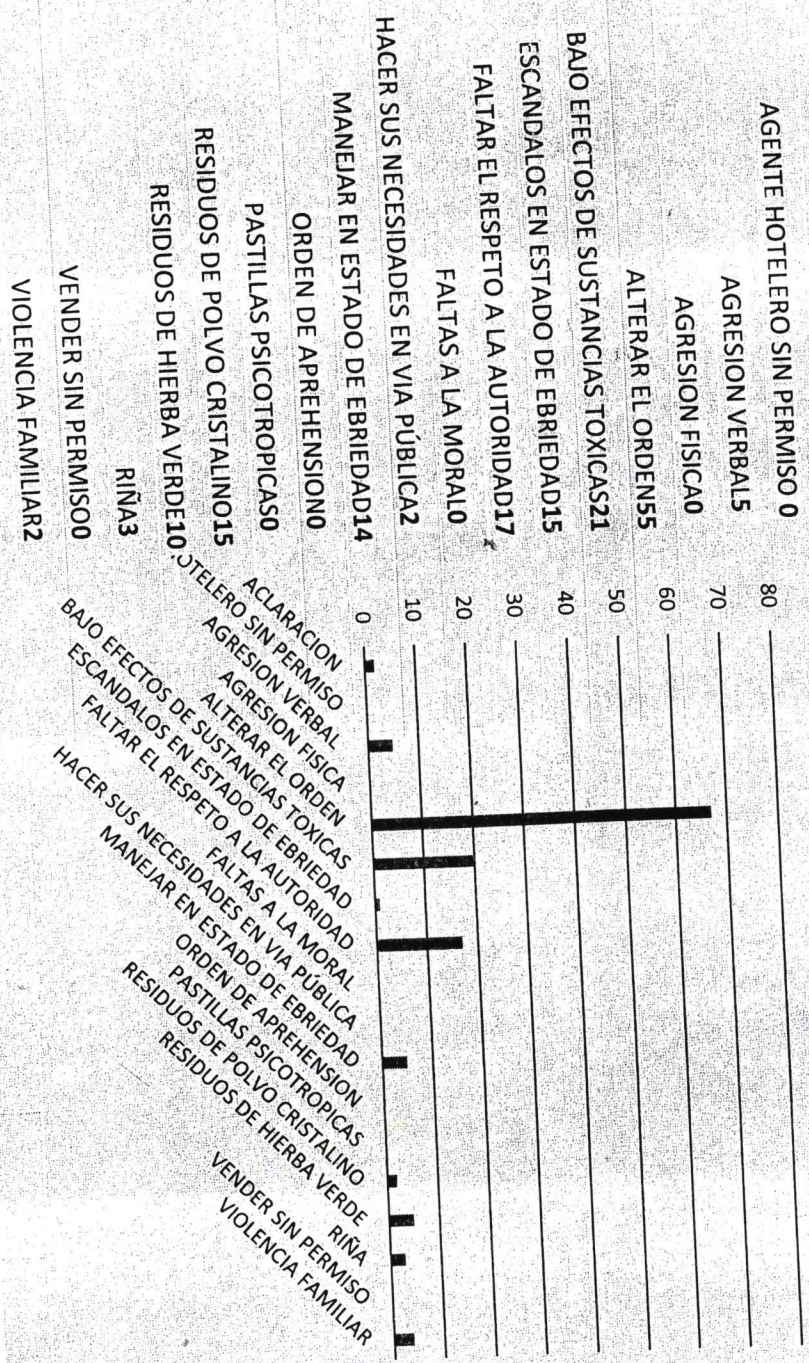 AGENTE HOTELERO SIN PERMISO 0
AGRESION VERBAL5
AGRESION FISICA0
ALTERAR EL ORDEN55
BAJO EFECTOS DE SUSTANCIAS TOXICAS21
ESCANDALOS EN ESTADO DE EBRIEDAD15
FALTAR EL RESPETO A LA AUTORIDAD17
FALTAS A LA MORAL0
HACER SUS NECESIDADES EN VIA PÚBLICA2
MANEJAR EN ESTADO DE EBRIEDAD14
ORDEN DE APREHENSION0
PASTILLAS PSICOTROPICAS0
RESIDUOS DE POLVO CRISTALINO15
RESIDUOS DE HIERBA VERDE10
RIÑA3
VENDER SIN PERMISO0
VIOLENCIA FAMILIAR2
80
70
60
50
40
30
20
10
0
ACLARACION
OTELERO SIN PERMISO
AGRESION VERBAL
AGRESION FISICA
ALTERAR EL ORDEN
BAJO EFECTOS DE SUSTANCIAS TOXICAS
ESCANDALOS EN ESTADO DE EBRIEDAD
FALTAR EL RESPETO A LA AUTORIDAD
FALTAS A LA MORAL
HACER SUS NECESIDADES EN VIA PÚBLICA
MANEJAR EN ESTADO DE EBRIEDAD
ORDEN DE APREHENSION
PASTILLAS PSICOTROPICAS
RESIDUOS DE POLVO CRISTALINO
RESIDUOS DE HIERBA VERDE
RIÑA
VENDER SIN PERMISO
VIOLENCIA FAMILIAR